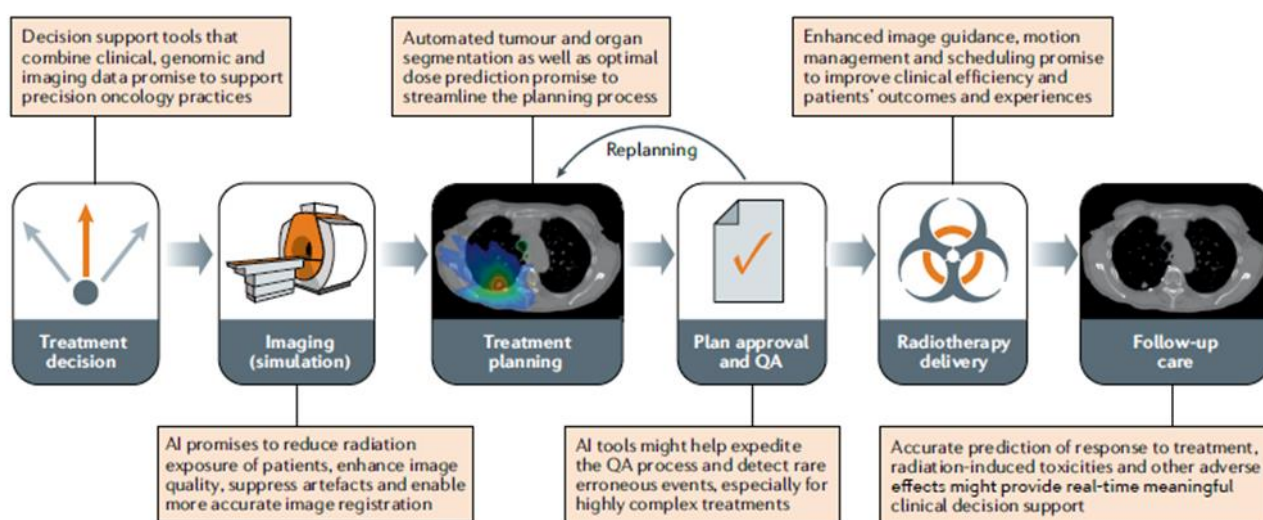 Decision support tools that
combine clinical, genomic and
imaging data promise to support
precision oncology practices
Automated tumour and organ
segmentation as well as optimal
dose prediction promise to
streamline the planning process
Enhanced image guidance, motion
management and scheduling promise
to improve clinical efficiency and
patients’ outcomes and experiences
Replanning
Treatment
decision
Imaging
(simulation)
Treatment
planning
Plan approval
and QA
Radiotherapy
delivery
Follow-up
care
AI promises to reduce radiation
exposure of patients, enhance image
quality, suppress artefacts and enable
more accurate image registration
AI tools might help expedite
the QA process and detect rare
erroneous events, especially for
highly complex treatments
Accurate prediction of response to treatment,
radiation-induced toxicities and other adverse
effects might provide real-time meaningful
clinical decision support